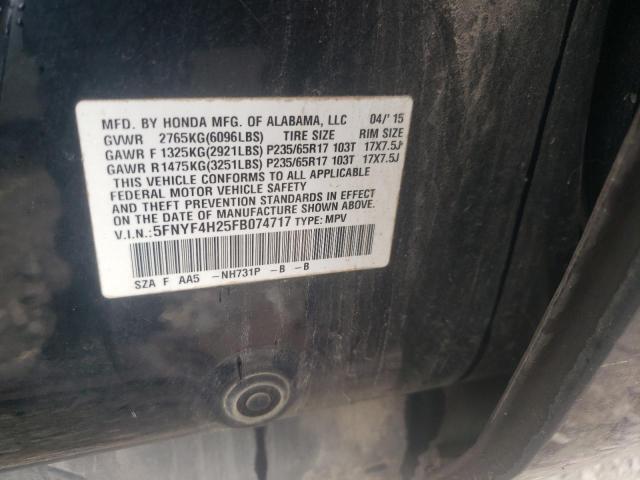 MFD. BY HONDA MFG. OF ALABAMA, LLC 04/'15
GVWR 2765KG(6096LBS) TIRE SIZE RIM SIZE
GAWR F 1325KG(2921LBS) P235/65R17 103T 17X7.5J
GAWR R1475KG(3251LBS) P235/65R17 103T 17X7.5J
THIS VEHICLE CONFORMS TO ALL APPLICABLE
FEDERAL MOTOR VEHICLE SAFETY
AND THEFT PREVENTION STANDARDS IN EFFECT
ON THE DATE OF MANUFACTURE SHOWN ABOVE.
V.I.N.:5FNYF4H25FB074717 TYPE: MPV
SZA F AA5 -NH731P -B -B